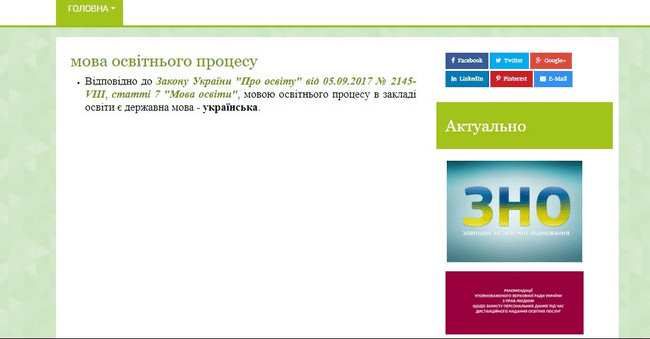 ГОЛОВНА
мова освітнього процесу
Відповідно до Закону України "Про освіту" від 05.09.2017 № 2145-
VIII, статті 7 "Мова освіти", мовою освітнього процесу в закладі
освіти є державна мова - українська.
Facebook Twitter Google+
LinkedIn Pinterest E-Mail
Актуально
ЗНО
ЗОВНІШНЄ НЕЗАЛЕЖНЕ ОЦІНЮВАННЯ
РЕКОМЕНДАЦІЇ
УПОВНОВАЖЕНОГО ВЕРХОВНОЇ РАДИ УКРАЇНИ
З ПРАВ ЛЮДИНИ
ЩОДО ЗАХИСТУ ПЕРСОНАЛЬНИХ ДАНИХ ПІД ЧАС
ДИСТАНЦІЙНОГО НАДАННЯ ОСВІТНІХ ПОСЛУГ